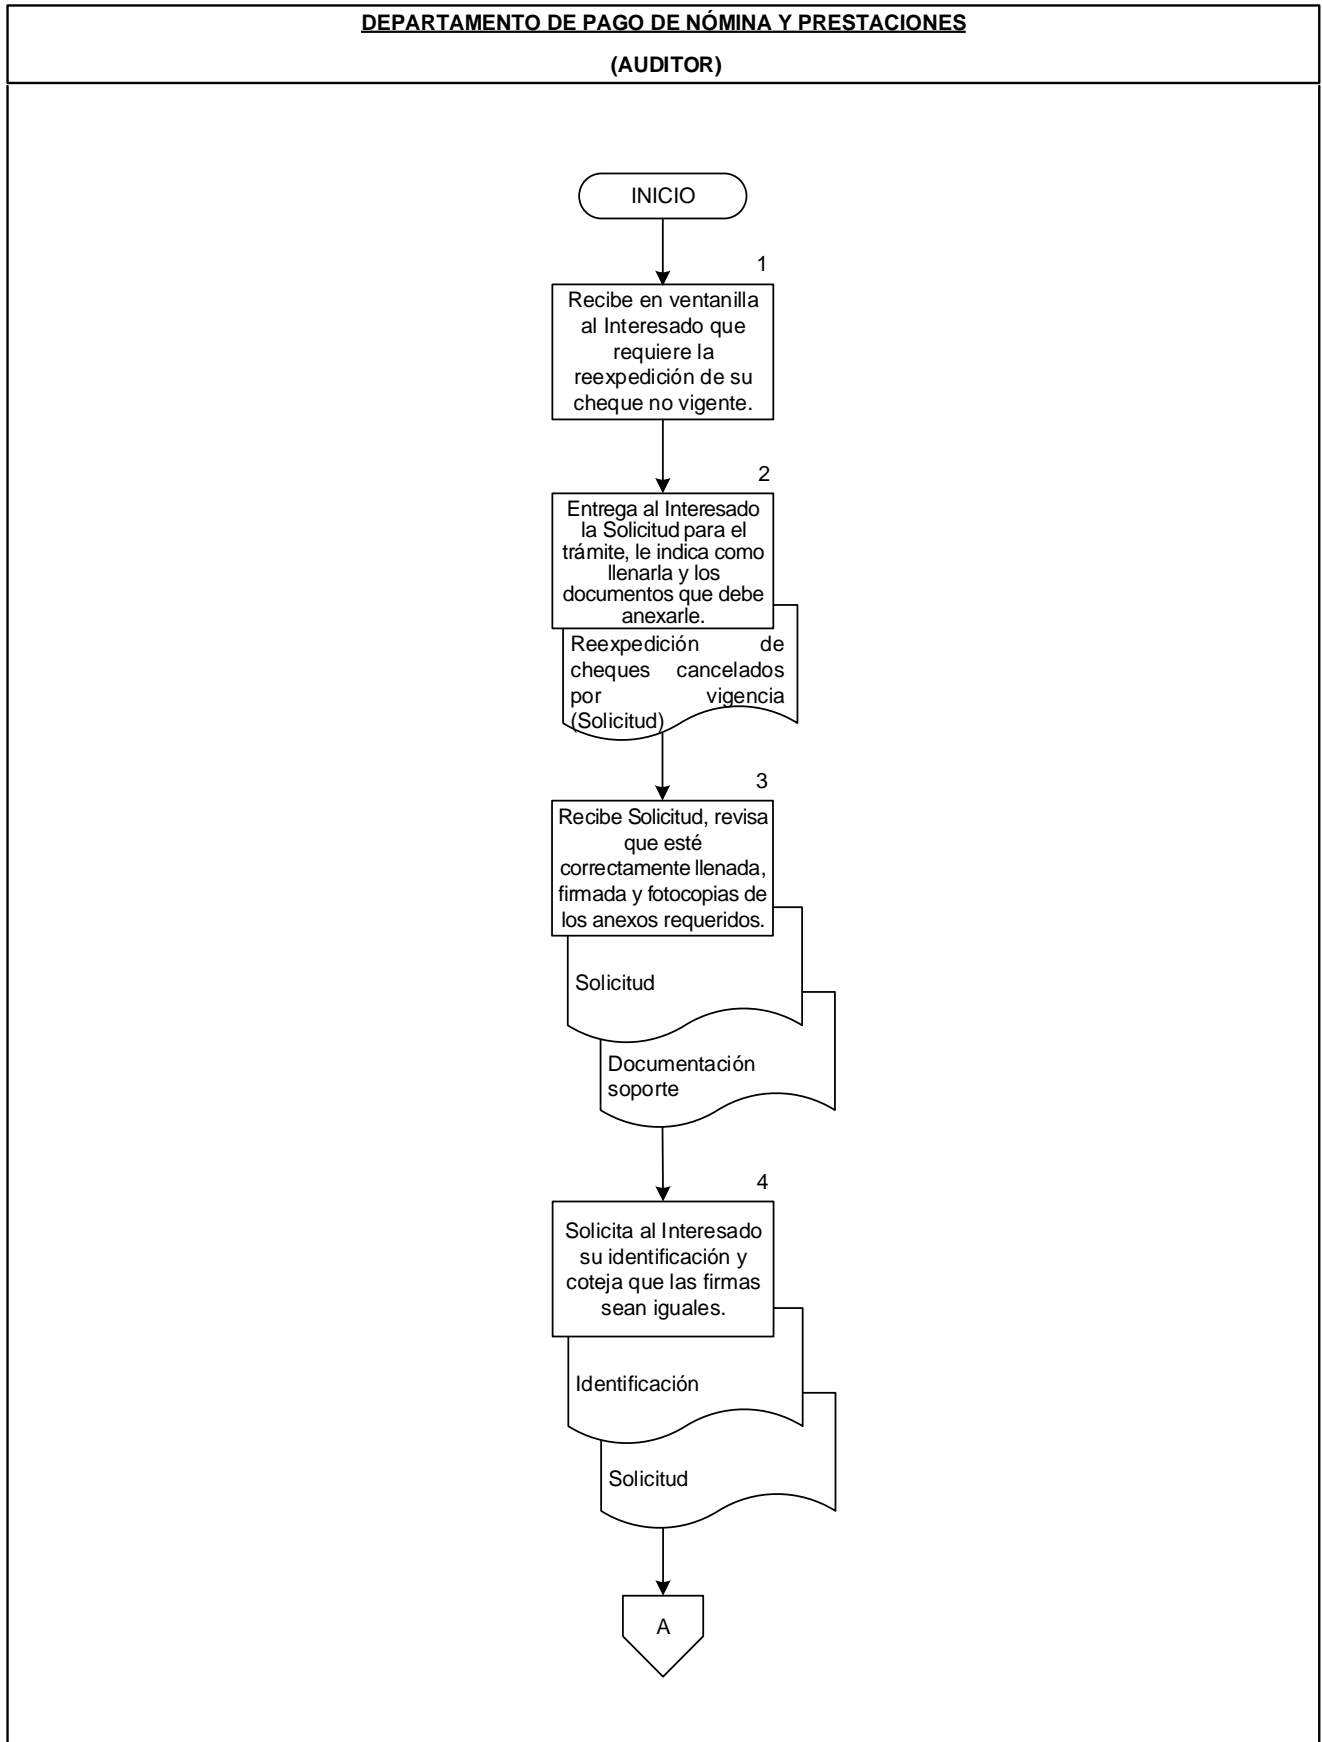 DEPARTAMENTO DE PAGO DE NÓMINA Y PRESTACIONES
(AUDITOR)
INICIO
1
Recibe en ventanilla
al Interesado que
requiere la
reexpedición de su
cheque no vigente.
2
Entrega al Interesado
la Solicitud para el
trámite, le indica como
llenarla y los
documentos que debe
anexarle.
Reexpedición de
cheques cancelados
por vigencia
(Solicitud)
3
Recibe Solicitud, revisa
que esté
correctamente llenada,
firmada y fotocopias de
los anexos requeridos.
Solicitud
Documentación
soporte
4
Solicita al Interesado
su identificación y
coteja que las firmas
sean iguales.
Identificación
Solicitud
A